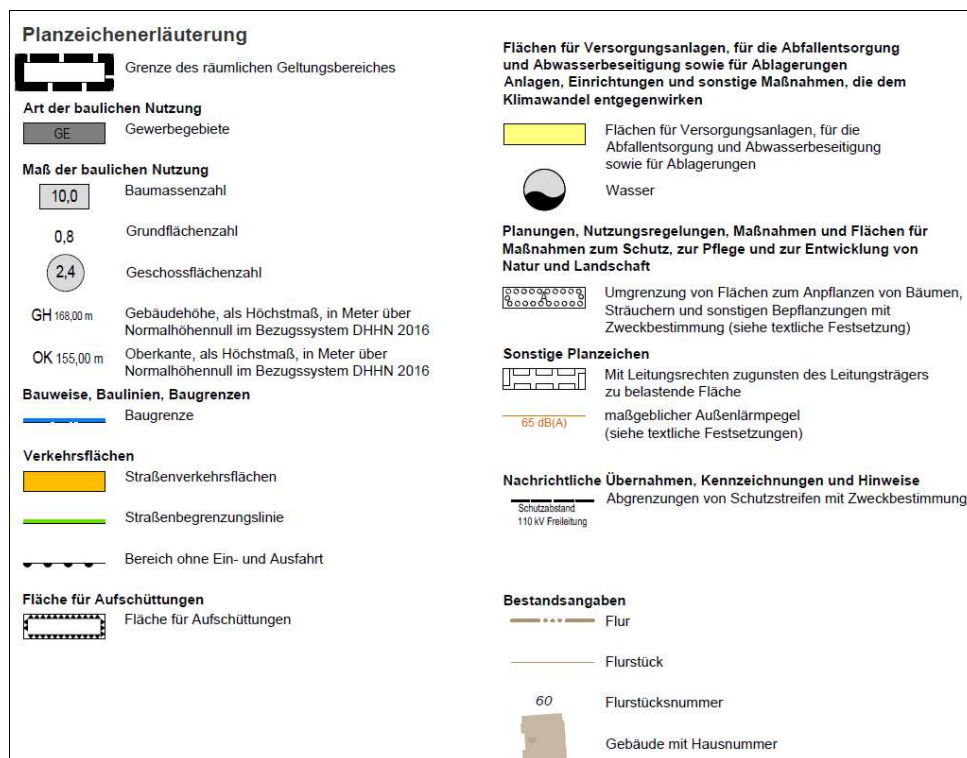 Planzeichenerläuterung
Grenze des räumlichen Geltungsbereiches
Art der baulichen Nutzung
GE
Gewerbegebiete
Maß der baulichen Nutzung
10,0
Baumassenzahl
0,8
Grundflächenzahl
2,4
Geschossflächenzahl
GH 168,00 m
Gebäudehöhe, als Höchstmaß, in Meter über
Normalhöhennull im Bezugssystem DHHN 2016
OK 155,00 m
Oberkante, als Höchstmaß, in Meter über
Normalhöhennull im Bezugssystem DHHN 2016
Bauweise, Baulinien, Baugrenzen
Baugrenze
Verkehrsflächen
Straßenverkehrsflächen
Straßenbegrenzungslinie
Bereich ohne Ein- und Ausfahrt
Fläche für Aufschüttungen
Fläche für Aufschüttungen
Flächen für Versorgungsanlagen, für die Abfallentsorgung
und Abwasserbeseitigung sowie für Ablagerungen
Anlagen, Einrichtungen und sonstige Maßnahmen, die dem
Klimawandel entgegenwirken
Flächen für Versorgungsanlagen, für die
Abfallentsorgung und Abwasserbeseitigung
sowie für Ablagerungen
Wasser
Planungen, Nutzungsregelungen, Maßnahmen und Flächen für
Maßnahmen zum Schutz, zur Pflege und zur Entwicklung von
Natur und Landschaft
A
Umgrenzung von Flächen zum Anpflanzen von Bäumen,
Sträuchern und sonstigen Bepflanzungen mit
Zweckbestimmung (siehe textliche Festsetzung)
Sonstige Planzeichen
Mit Leitungsrechten zugunsten des Leitungsträgers
zu belastende Fläche
65 dB(A)
maßgeblicher Außenlärmpegel
(siehe textliche Festsetzungen)
Nachrichtliche Übernahmen, Kennzeichnungen und Hinweise
Schutzabstand
110 kV Freileitung
Abgrenzungen von Schutzstreifen mit Zweckbestimmung
Bestandsangaben
Flur
Flurstück
60
Flurstücksnummer
Gebäude mit Hausnummer